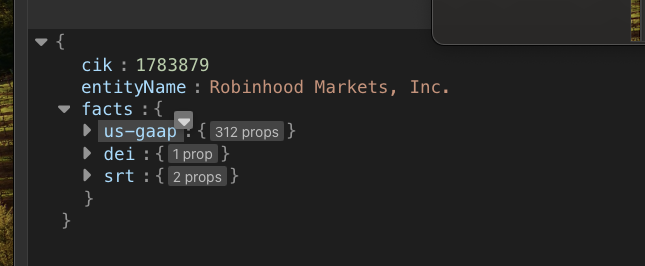 {
cik : 1783879
entityName : Robinhood Markets, Inc.
facts : {
us-gaap : { 312 props }
dei : { 1 prop }
srt : { 2 props }
}
}